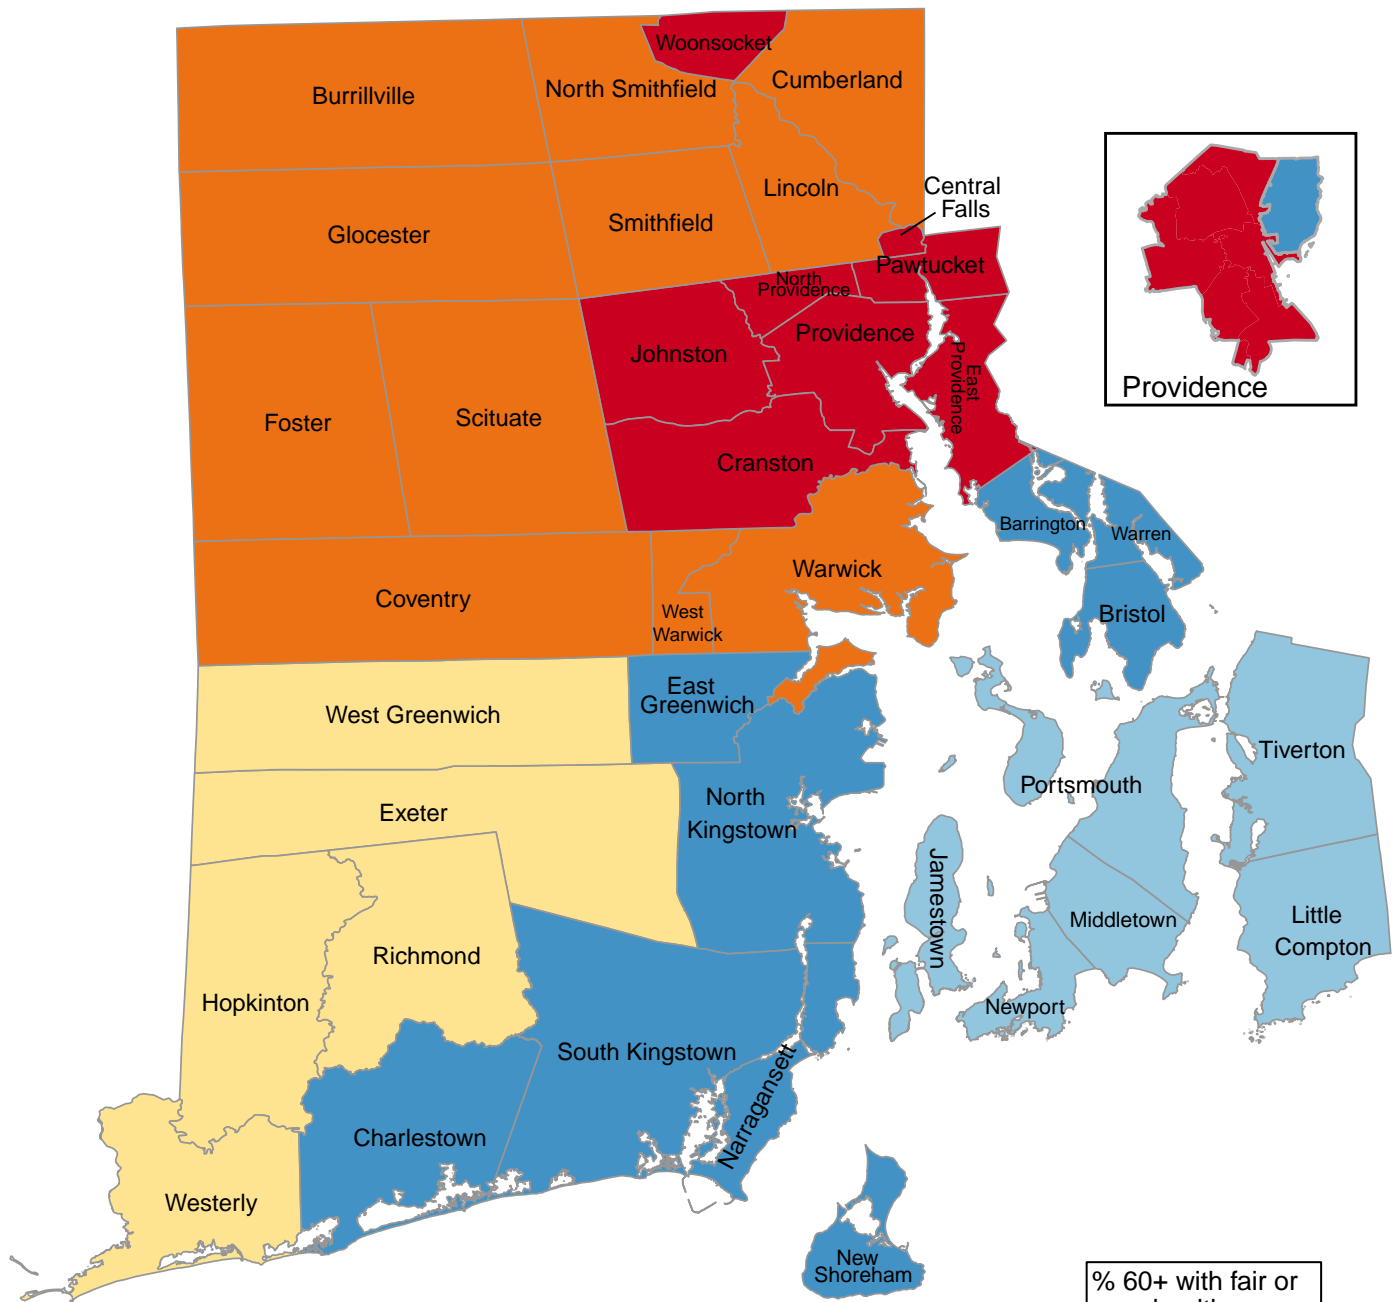 Woonsocket
Burrillville
North Smithfield
Cumberland
Lincoln
Central
Falls
Glocester
Smithfield
Pawtucket
North
Providence
Providence
Johnston
East
Providence
Foster
Scituate
Cranston
Providence
Barrington
Warren
Warwick
Coventry
West
Warwick
Bristol
East
Greenwich
West Greenwich
Tiverton
Portsmouth
Exeter
North
Kingstown
Jamestown
Middletown
Little
Compton
Richmond
Hopkinton
Newport
South Kingstown
Narragansett
Charlestown
Westerly
New
Shoreham
% 60+ with fair or